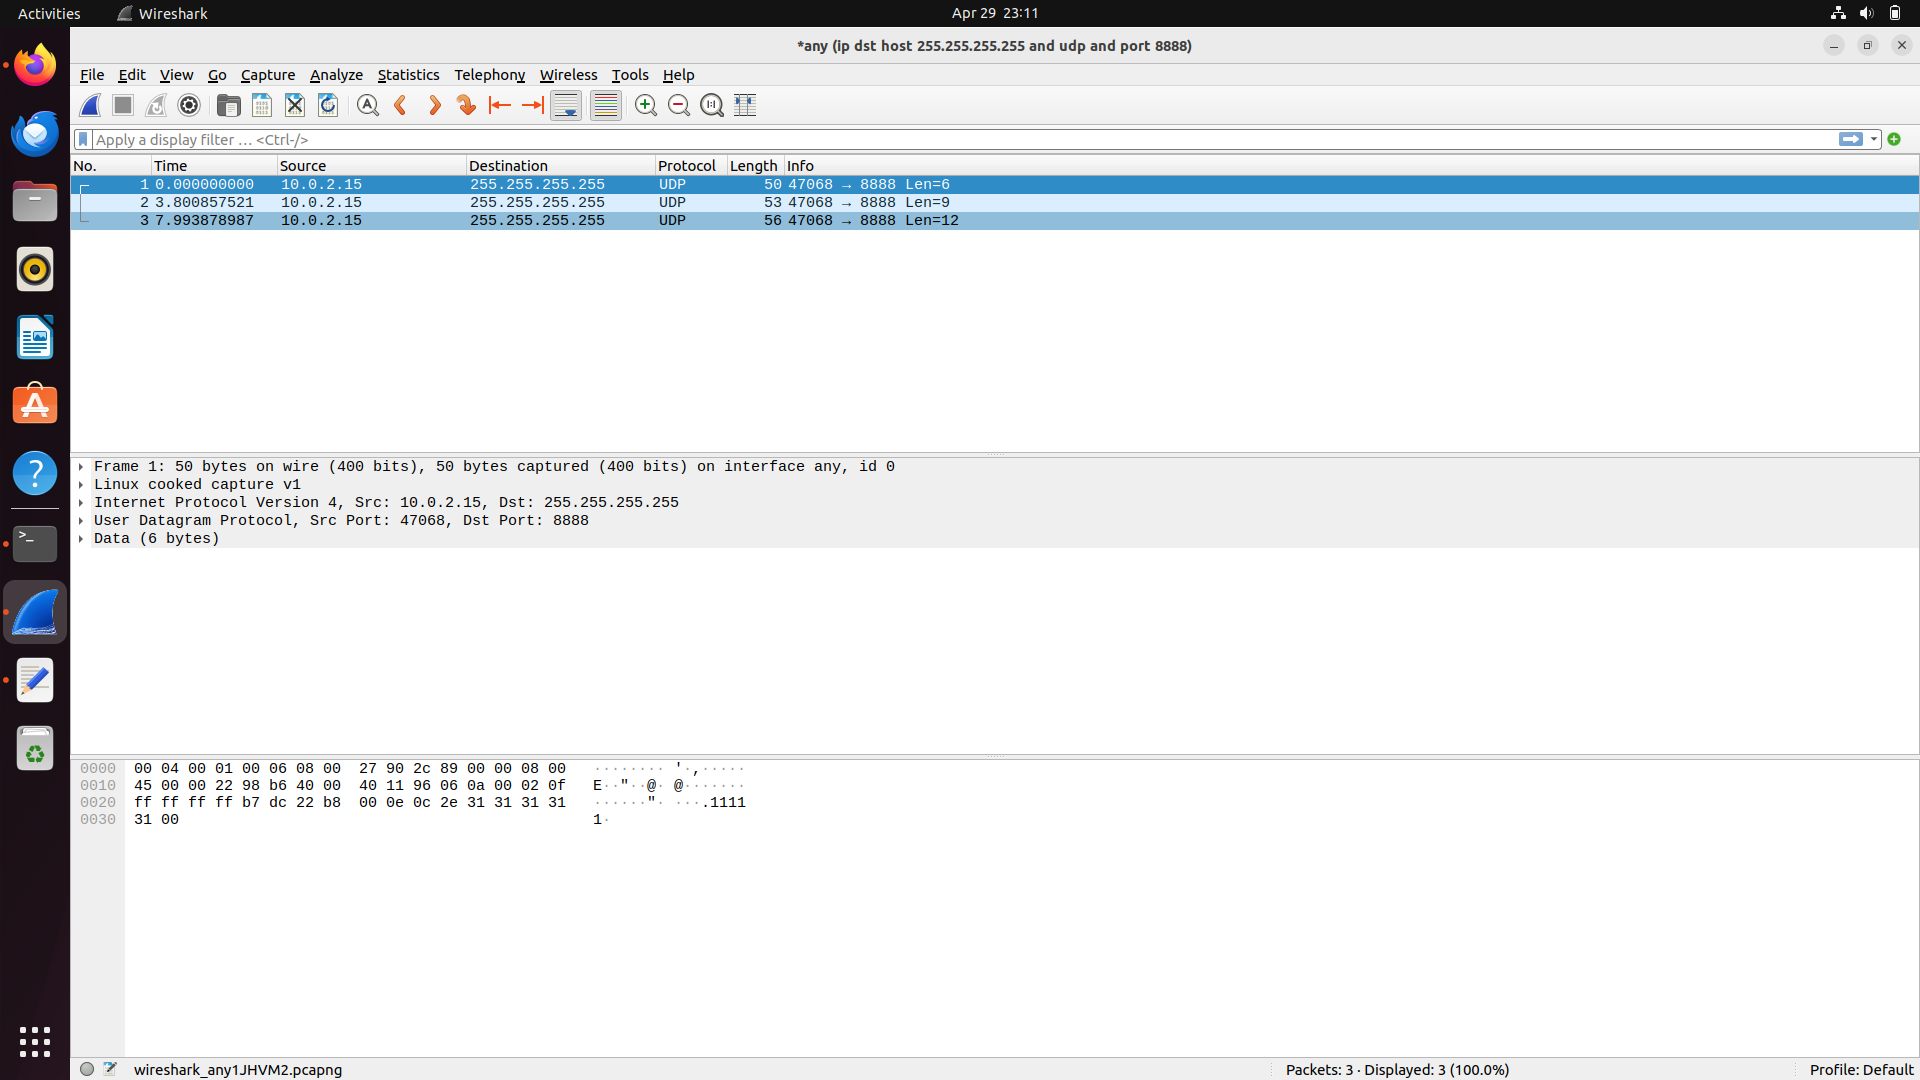 Activities Wireshark Apr 29 23:11
*any (ip dst host 255.255.255.255 and udp and port 8888)
File Edit View Go Capture Analyze Statistics Telephony Wireless Tools Help
Apply a display filter … <Ctrl-/>
No. Time Source Destination Protocol Length Info
1 0.000000000 10.0.2.15 255.255.255.255 UDP 50 47068 → 8888 Len=6
2 3.800857521 10.0.2.15 255.255.255.255 UDP 53 47068 → 8888 Len=9
3 7.993878987 10.0.2.15 255.255.255.255 UDP 56 47068 → 8888 Len=12
Frame 1: 50 bytes on wire (400 bits), 50 bytes captured (400 bits) on interface any, id 0
Linux cooked capture v1
Internet Protocol Version 4, Src: 10.0.2.15, Dst: 255.255.255.255
User Datagram Protocol, Src Port: 47068, Dst Port: 8888
Data (6 bytes)
0000 00 04 00 01 00 06 08 00 27 90 2c 89 00 00 08 00 ········ '·,·····
0010 45 00 00 22 98 b6 40 00 40 11 96 06 0a 00 02 0f E··"··@· @·······
0020 ff ff ff ff b7 dc 22 b8 00 0e 0c 2e 31 31 31 31 ······"· ···.1111
0030 31 00 1·
wireshark_any1JHVM2.pcapng Packets: 3 · Displayed: 3 (100.0%) Profile: Default